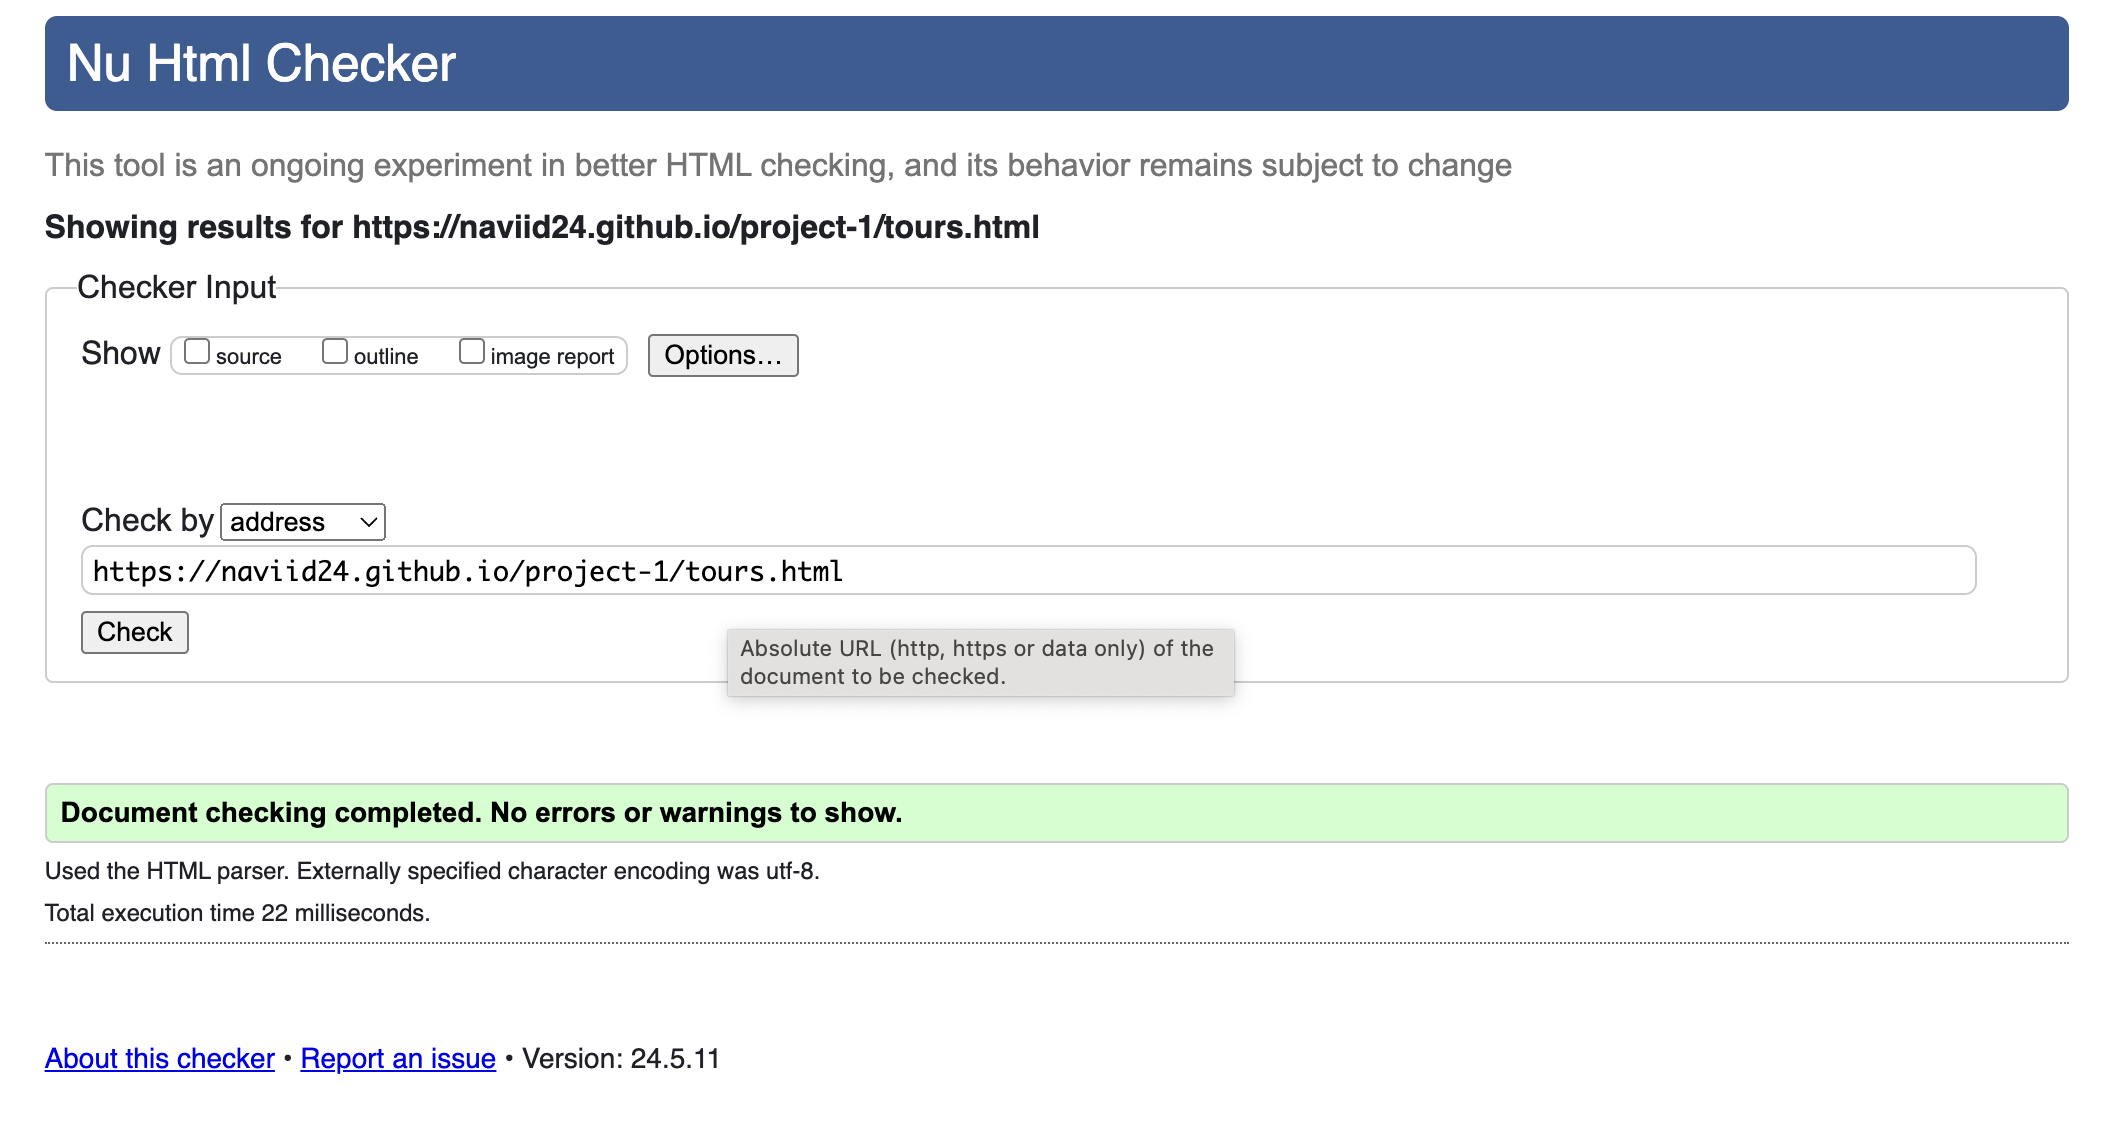 Nu Html Checker
This tool is an ongoing experiment in better HTML checking, and its behavior remains subject to change
Showing results for https://naviid24.github.io/project-1/tours.html
Checker Input
Show source outline image report Options...
Check by address
https://naviid24.github.io/project-1/tours.html
Check
Absolute URL (http, https or data only) of the
document to be checked.
Document checking completed. No errors or warnings to show.
Used the HTML parser. Externally specified character encoding was utf-8.
Total execution time 22 milliseconds.
About this checker • Report an issue • Version: 24.5.11